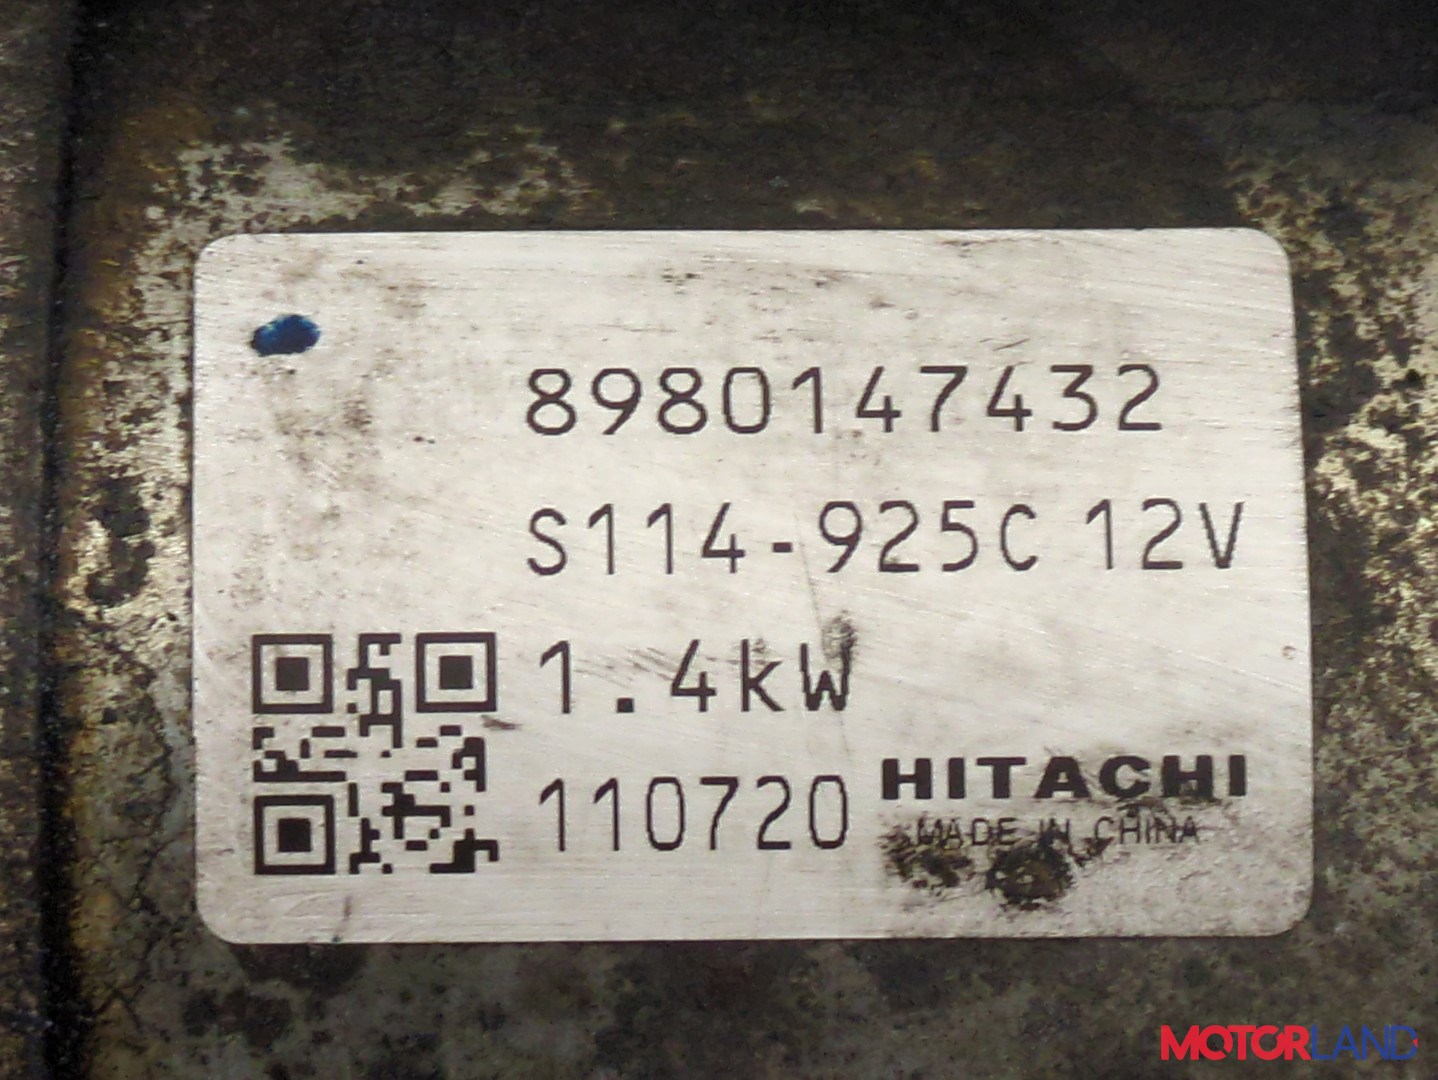 8980147432
S114-925C 12V
1.4kW
110720
HITACHI
MADE IN CHINA
MOTORLAND